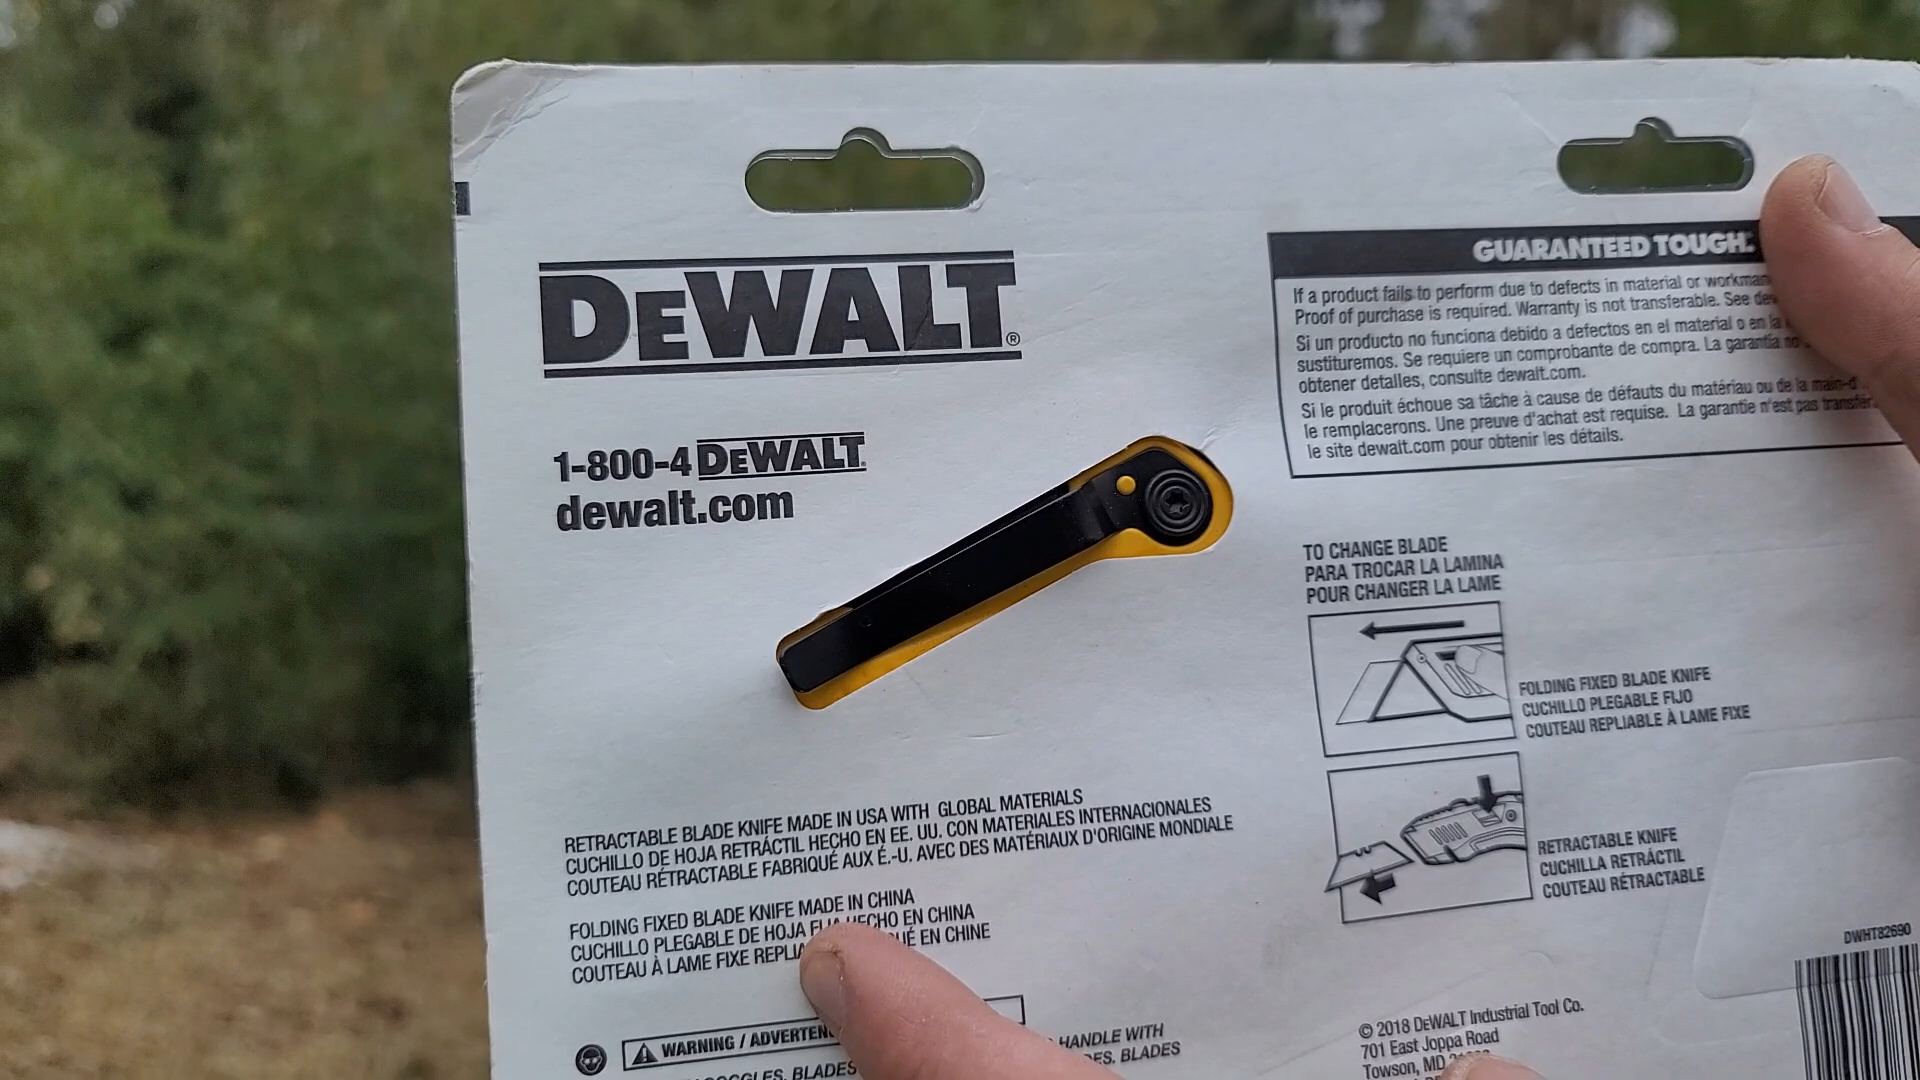 DEWALT®
1-800-4 DEWALT
dewalt.com
GUARANTEED TOUGH.
If a product fails to perform due to defects in material or
Proof of purchase is required. Warranty is not transferable. See
Si un producto no funciona debido a defectos en el material o en la
sustituiremos. Se requiere un comprobante de compra. La garantía no
obtener detalles, consulte dewalt.com.
Si le produit échoue sa tâche à cause de défauts du matériau ou de la main-d
le remplacerons. Une preuve d'achat est requise. La garantie n'est pas
le site dewalt.com pour obtenir les détails.
TO CHANGE BLADE
PARA TROCAR LA LAMINA
POUR CHANGER LA LAME
FOLDING FIXED BLADE KNIFE
CUCHILLO PLEGABLE FIJO
COUTEAU REPLIABLE À LAME FIXE
RETRACTABLE KNIFE
CUCHILLA RETRÁCTIL
COUTEAU RÉTRACTABLE
RETRACTABLE BLADE KNIFE MADE IN USA WITH GLOBAL MATERIALS
CUCHILLO DE HOJA RETRÁCTIL HECHO EN EE. UU. CON MATERIALES INTERNACIONALES
COUTEAU RÉTRACTABLE FABRIQUÉ AUX É.-U. AVEC DES MATÉRIAUX D'ORIGINE MONDIALE
FOLDING FIXED BLADE KNIFE MADE IN CHINA
CUCHILLO PLEGABLE DE HOJA FIJA HECHO EN CHINA
COUTEAU À LAME FIXE EN CHINE
WARNING /
HANDLE WITH
BLADES
BLADES
DWHT82690
© 2018 DEWALT Industrial Tool Co.
701 East Joppa Road
Towson, MD